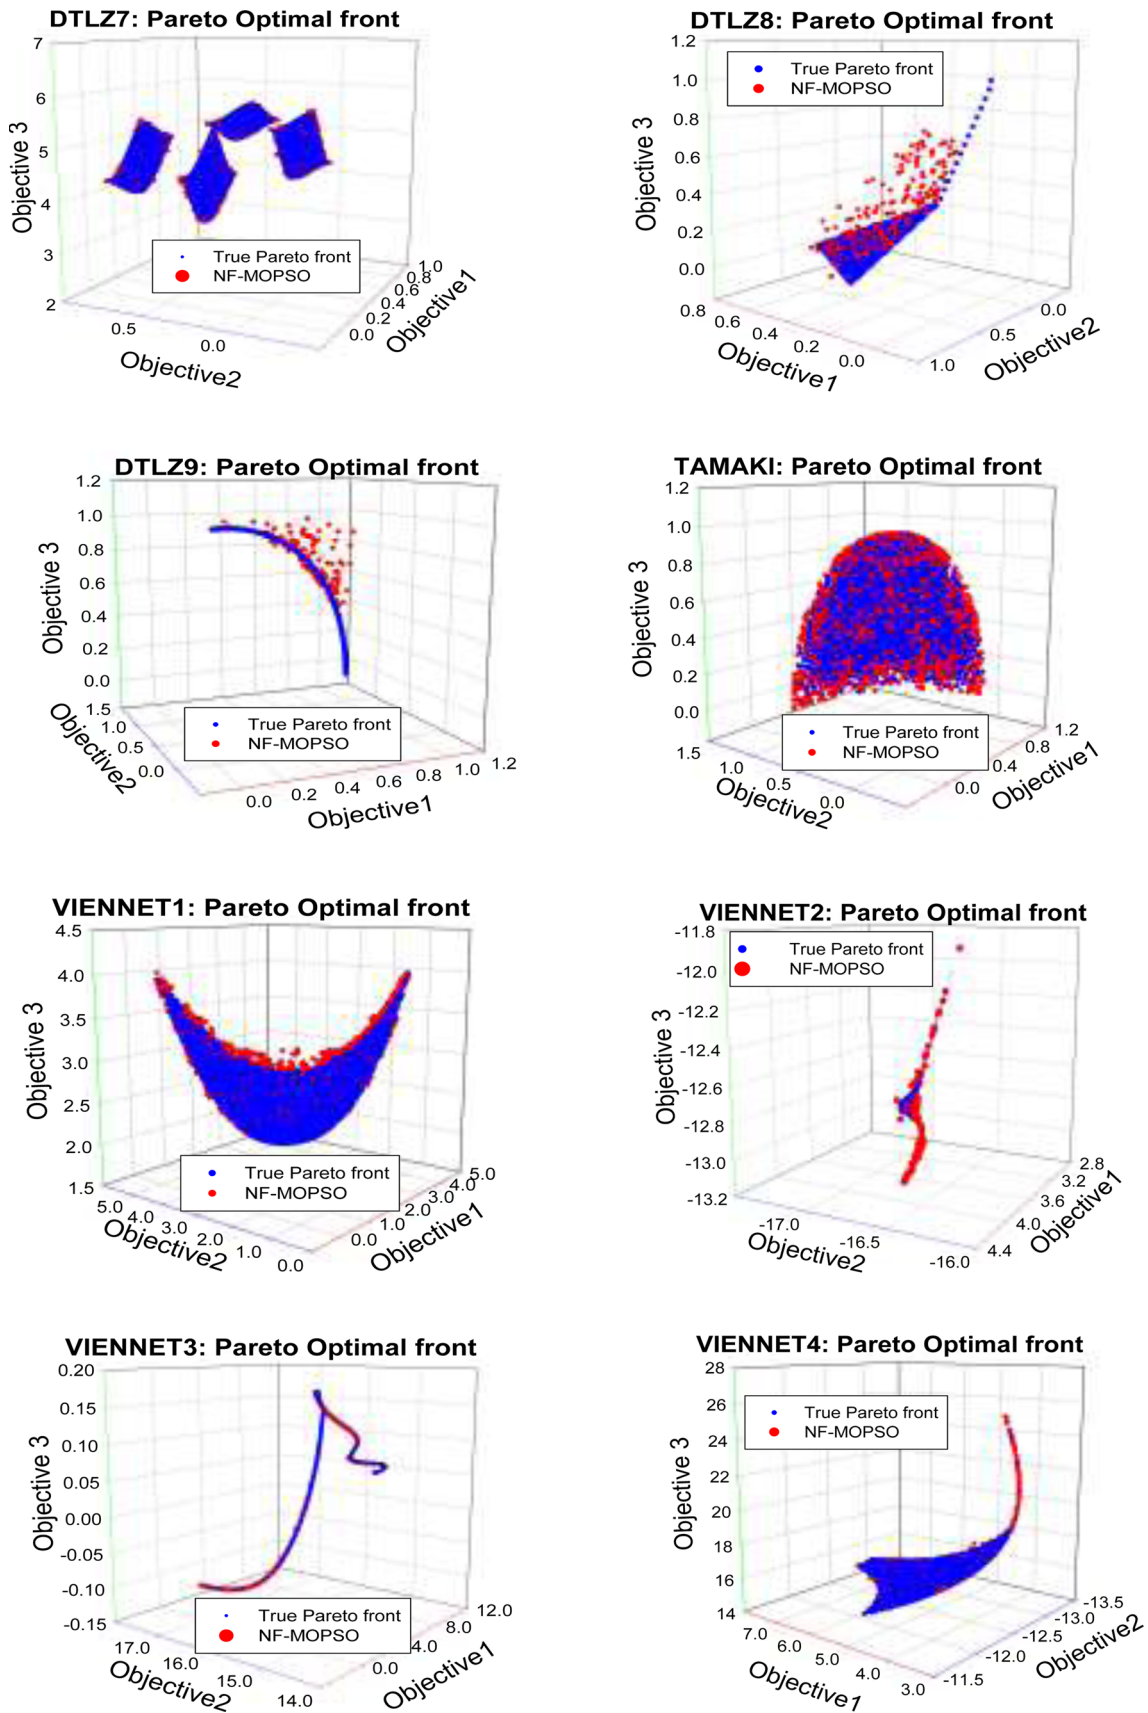 DTLZ7: Pareto Optimal front
7
6
5
4
3
2
Objective 3
True Pareto front
NF-MOPSO
0.5
0.0
Objective2
0.0
0.2
0.4
0.6
0.8
1.0
Objective1
DTLZ8: Pareto Optimal front
1.2
1.0
0.8
0.6
0.4
0.2
0.0
Objective 3
True Pareto front
NF-MOPSO
0.8
0.6
0.4
0.2
0.0
Objective1
1.0
0.5
0.0
Objective2
DTLZ9: Pareto Optimal front
1.2
1.0
0.8
0.6
0.4
0.2
0.0
Objective 3
True Pareto front
NF-MOPSO
1.5
1.0
0.5
0.0
Objective2
0.0
0.2
0.4
0.6
0.8
1.0
1.2
Objective1
TAMAKI: Pareto Optimal front
1.2
1.0
0.8
0.6
0.4
0.2
0.0
Objective 3
True Pareto front
NF-MOPSO
1.5
1.0
0.5
0.0
Objective2
0.0
0.4
0.8
1.2
Objective1
VIENNET1: Pareto Optimal front
4.5
4.0
3.5
3.0
2.5
2.0
1.5
Objective 3
True Pareto front
NF-MOPSO
5.0
4.0
3.0
2.0
1.0
0.0
Objective2
0.0
1.0
2.0
3.0
4.0
5.0
Objective1
VIENNET2: Pareto Optimal front
-11.8
-12.0
-12.2
-12.4
-12.6
-12.8
-13.0
-13.2
Objective 3
True Pareto front
NF-MOPSO
-17.0
-16.5
-16.0
Objective2
4.4
4.0
3.6
3.2
2.8
Objective1
VIENNET3: Pareto Optimal front
0.20
0.15
0.10
0.05
0.00
-0.05
-0.10
-0.15
Objective 3
True Pareto front
NF-MOPSO
17.0
16.0
15.0
14.0
Objective2
0.0
4.0
8.0
12.0
Objective1
VIENNET4: Pareto Optimal front
28
26
24
22
20
18
16
14
Objective 3
True Pareto front
NF-MOPSO
7.0
6.0
5.0
4.0
3.0
Objective1
-11.5
-12.0
-12.5
-13.0
-13.5
Objective2